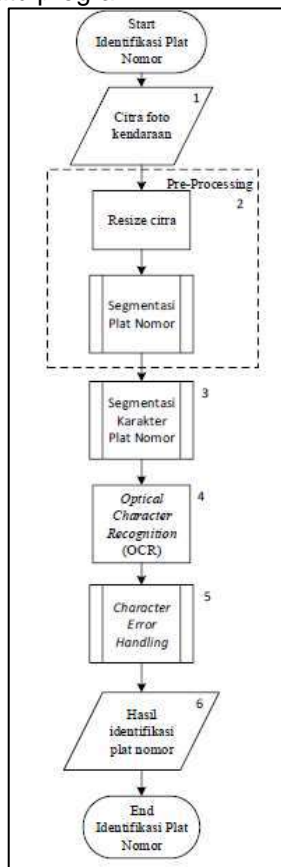 Start
Identifikasi Plat
Nomor
1
Citra foto
kendaraan
Pre-Processing
2
Resize citra
Segmentasi
Plat Nomor
3
Segmentasi
Karakter
Plat Nomor
4
Optical
Character
Recognition
(OCR)
5
Character
Error
Handling
6
Hasil
identifikasi
plat nomor
End
Identifikasi Plat
Nomor